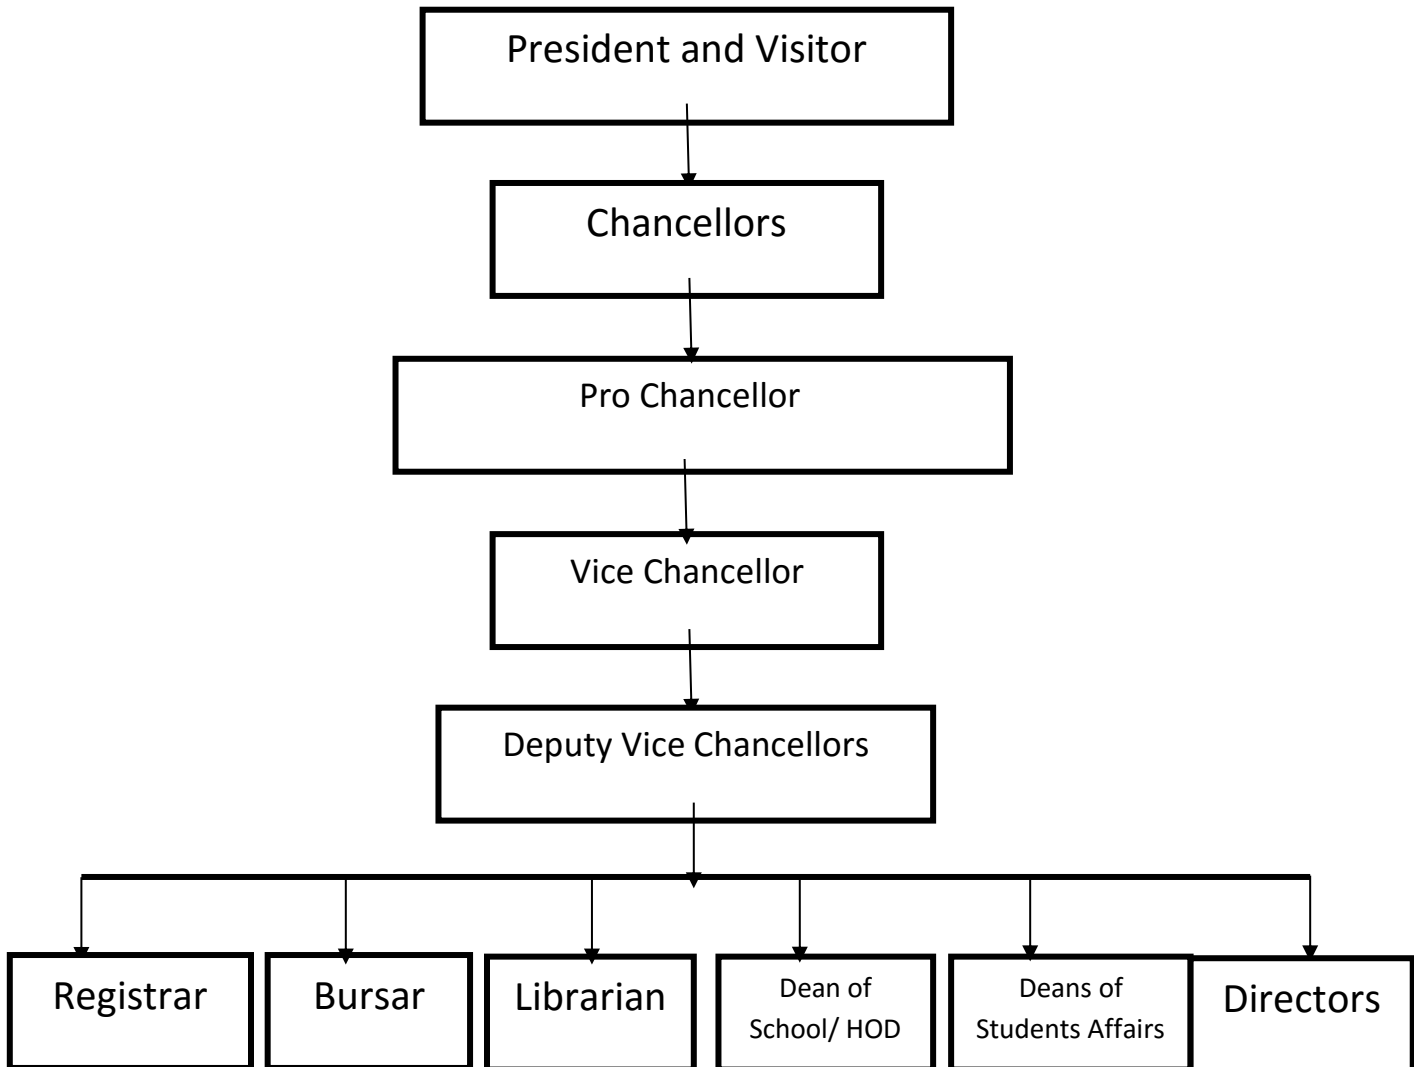 President and Visitor
Chancellors
Pro Chancellor
Vice Chancellor
Deputy Vice Chancellors
Registrar
Bursar
Librarian
Dean of
School/ HOD
Deans of
Students Affairs
Directors